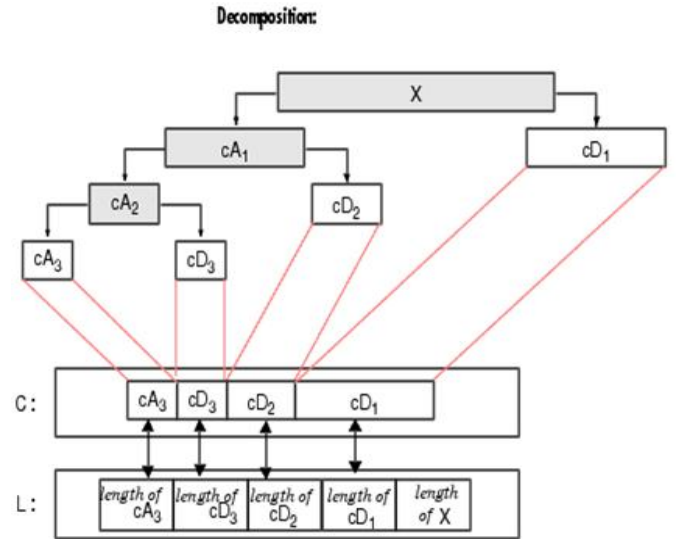 Decomposition:
X
cA₁ cD₁
cA₂ cD₂
cA₃ cD₃
C: cA₃ cD₃ cD₂ cD₁
L: length of cA₃ length of cD₃ length of cD₂ length of cD₁ length of X